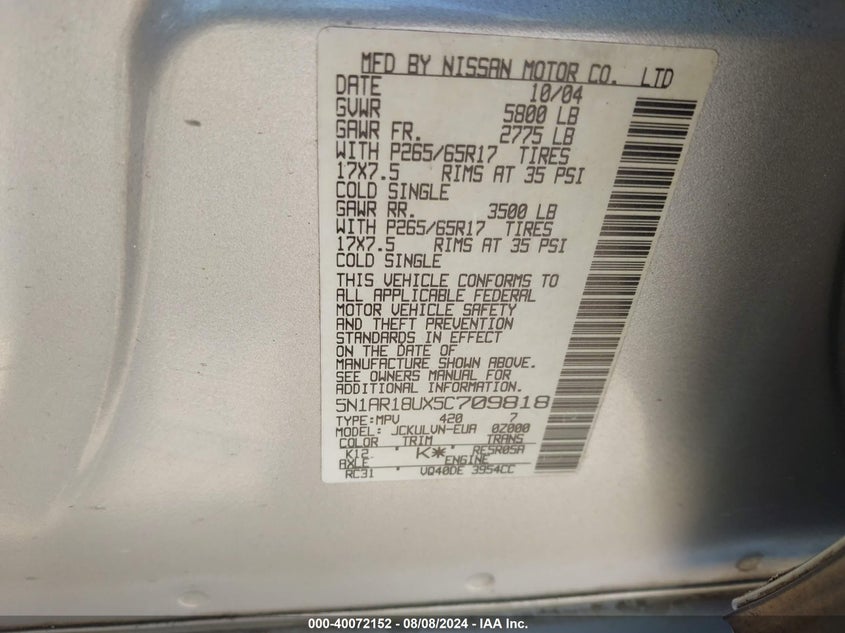 MFD BY NISSAN MOTOR CO. LTD
DATE 10/04
GVWR 5800 LB
GAWR FR. 2775 LB
WITH P265/65R17 TIRES
17X7.5 RIMS AT 35 PSI
COLD SINGLE
GAWR RR. 3500 LB
WITH P265/65R17 TIRES
17X7.5 RIMS AT 35 PSI
COLD SINGLE
THIS VEHICLE CONFORMS TO
ALL APPLICABLE FEDERAL
MOTOR VEHICLE SAFETY
AND THEFT PREVENTION
STANDARDS IN EFFECT
ON THE DATE OF
MANUFACTURE SHOWN ABOVE.
SEE OWNERS MANUAL FOR
ADDITIONAL INFORMATION.
5N1AR18UX5C709818
TYPE:MPV 420 7
MODEL: JCKULVN-EUA 0Z000
COLOR TRIM TRANS
K12 K* RE5R05A
AXLE ENGINE
RC31 VQ40DE 3954CC
000-40072152 - 08/08/2024 - IAA Inc.